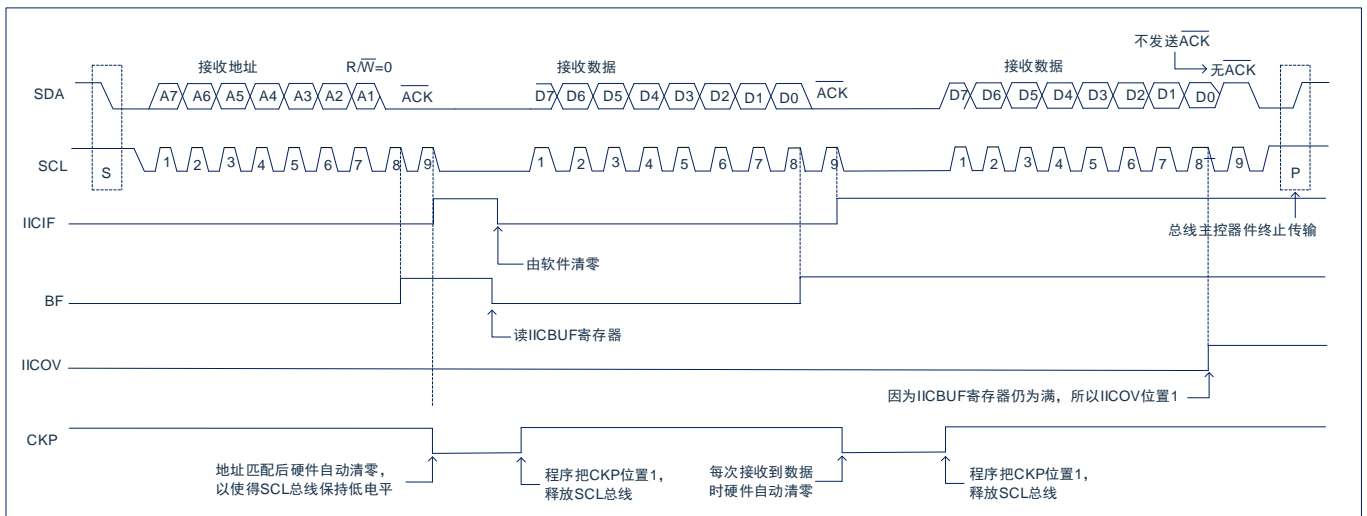 不发送ACK
接收地址
R/W=0
接收数据
接收数据
无ACK
SDA
A7 A6 A5 A4 A3 A2 A1
ACK
D7 D6 D5 D4 D3 D2 D1 D0
ACK
D7 D6 D5 D4 D3 D2 D1 D0
SCL
S
1 2 3 4 5 6 7 8 9
1 2 3 4 5 6 7 8 9
1 2 3 4 5 6 7 8 9
P
IICIF
由软件清零
总线主控器件终止传输
BF
读IICBUF寄存器
IICOV
因为IICBUF寄存器仍为满，所以IICOV位置1
CKP
地址匹配后硬件自动清零，
以使得SCL总线保持低电平
程序把CKP位置1，
释放SCL总线
每次接收到数据
时硬件自动清零
程序把CKP位置1，
释放SCL总线